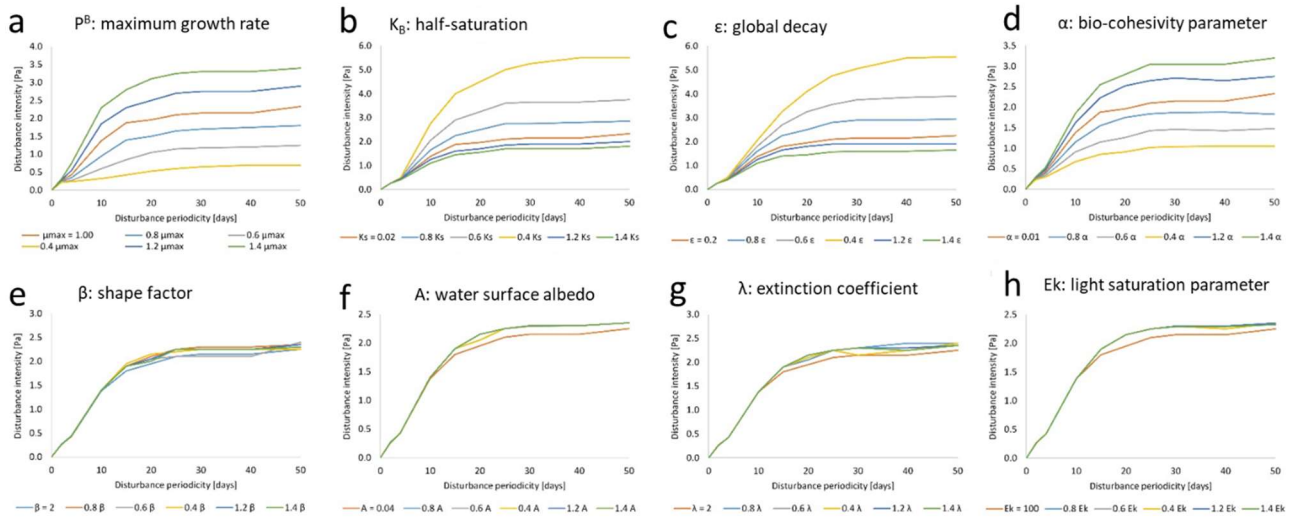 a PᴮB: maximum growth rate
Disturbance intensity [Pa]
4.0
3.5
3.0
2.5
2.0
1.5
1.0
0.5
0.0
0 10 20 30 40 50
Disturbance periodicity [days]
μmax = 1.00 0.8 μmax 0.6 μmax
0.4 μmax 1.2 μmax 1.4 μmax
b K_B: half-saturation
Disturbance intensity [Pa]
6.0
5.0
4.0
3.0
2.0
1.0
0.0
0 10 20 30 40 50
Disturbance periodicity [days]
Ks = 0.02 0.8 Ks 0.6 Ks 0.4 Ks 1.2 Ks 1.4 Ks
c ε: global decay
Disturbance intensity [Pa]
6.0
5.0
4.0
3.0
2.0
1.0
0.0
0 10 20 30 40 50
Disturbance periodicity [days]
ε = 0.2 0.8 ε 0.6 ε 0.4 ε 1.2 ε 1.4 ε
d α: bio-cohesivity parameter
Disturbance intensity [Pa]
3.5
3.0
2.5
2.0
1.5
1.0
0.5
0.0
0 10 20 30 40 50
Disturbance periodicity [days]
α = 0.01 0.8 α 0.6 α 0.4 α 1.2 α 1.4 α
e β: shape factor
Disturbance intensity [Pa]
3.0
2.5
2.0
1.5
1.0
0.5
0.0
0 10 20 30 40 50
Disturbance periodicity [days]
β = 2 0.8 β 0.6 β 0.4 β 1.2 β 1.4 β
f A: water surface albedo
Disturbance intensity [Pa]
2.5
2.0
1.5
1.0
0.5
0.0
0 10 20 30 40 50
Disturbance periodicity [days]
A = 0.04 0.8 A 0.6 A 0.4 A 1.2 A 1.4 A
g λ: extinction coefficient
Disturbance intensity [Pa]
3.0
2.5
2.0
1.5
1.0
0.5
0.0
0 10 20 30 40 50
Disturbance periodicity [days]
λ = 2 0.8 λ 0.6 λ 0.4 λ 1.2 λ 1.4 λ
h Ek: light saturation parameter
Disturbance intensity [Pa]
2.5
2.0
1.5
1.0
0.5
0.0
0 10 20 30 40 50
Disturbance periodicity [days]
Ek = 100 0.8 Ek 0.6 Ek 0.4 Ek 1.2 Ek 1.4 Ek